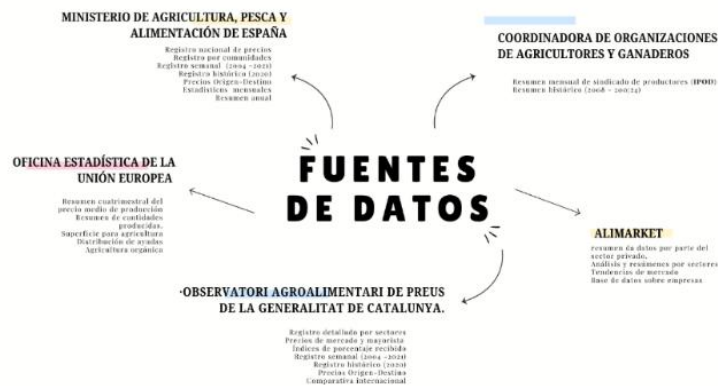 MINISTERIO DE AGRICULTURA, PESCA Y
ALIMENTACIÓN DE ESPAÑA
Registro nacional de precios
Registro por comunidades
Registro semanal (2004 -2021)
Registro histórico (2020)
Precios Origen-Destino
Estadísticos mensuales
Resumen anual
COORDINADORA DE ORGANIZACIONES
DE AGRICULTORES Y GANADEROS
Resumen mensual de sindicado de productores (IPOD)
Resumen histórico (2008 -
FUENTES
DE DATOS
OFICINA ESTADÍSTICA DE LA
UNIÓN EUROPEA
Resumen cuatrimestral del
precio medio de producción
Resumen de cantidades
producidas.
Superficie para agricultura
Distribución de ayudas
Agricultura orgánica
ALIMARKET
resumen da datos por parte del
sector privado.
Análisis y resúmenes por sectores
Tendencias de mercado
Base de datos sobre empresas
·OBSERVATORI AGROALIMENTARI DE PREUS
DE LA GENERALITAT DE CATALUNYA.
Registro detallado por sectores
Precios de mercado y mayorista
Índices de porcentaje recibido
Registro semanal (2004 -2021)
Registro histórico (2020)
Precios Origen-Destino
Comparativa internacional